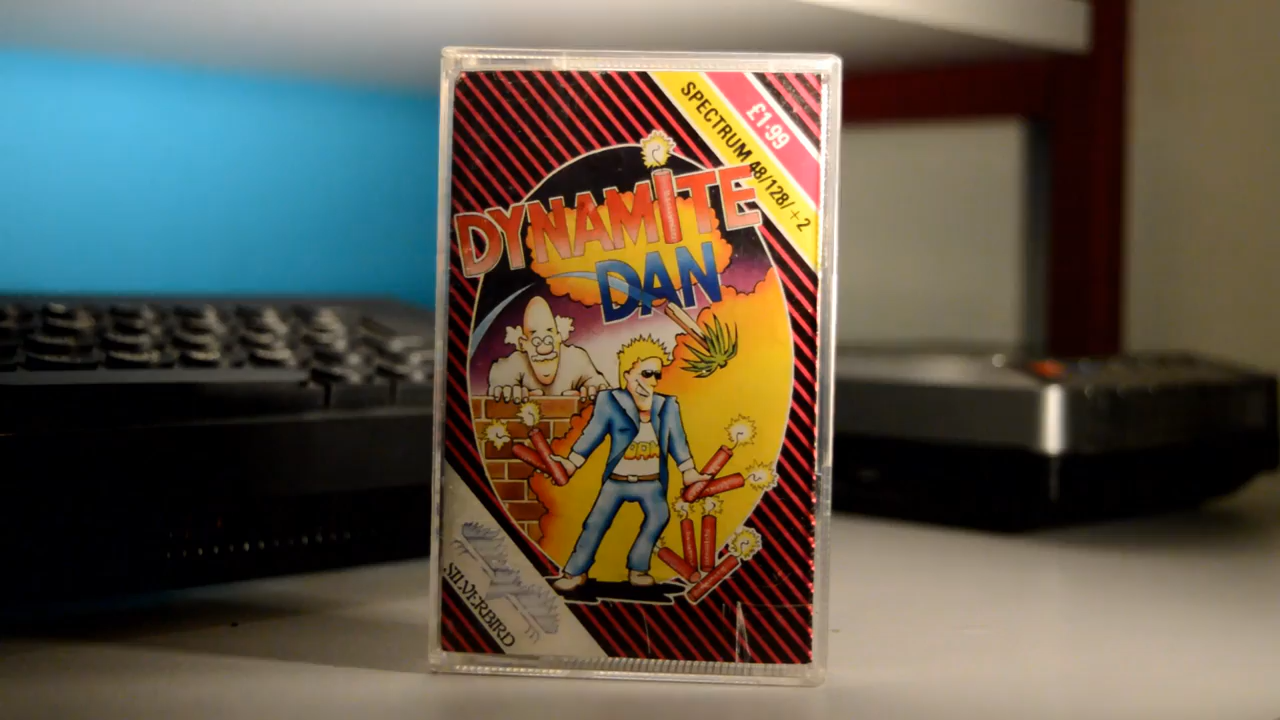 £1·99
SPECTRUM 48/128/+2
DYNAMITE
DAN
DAN
SILVERBIRD